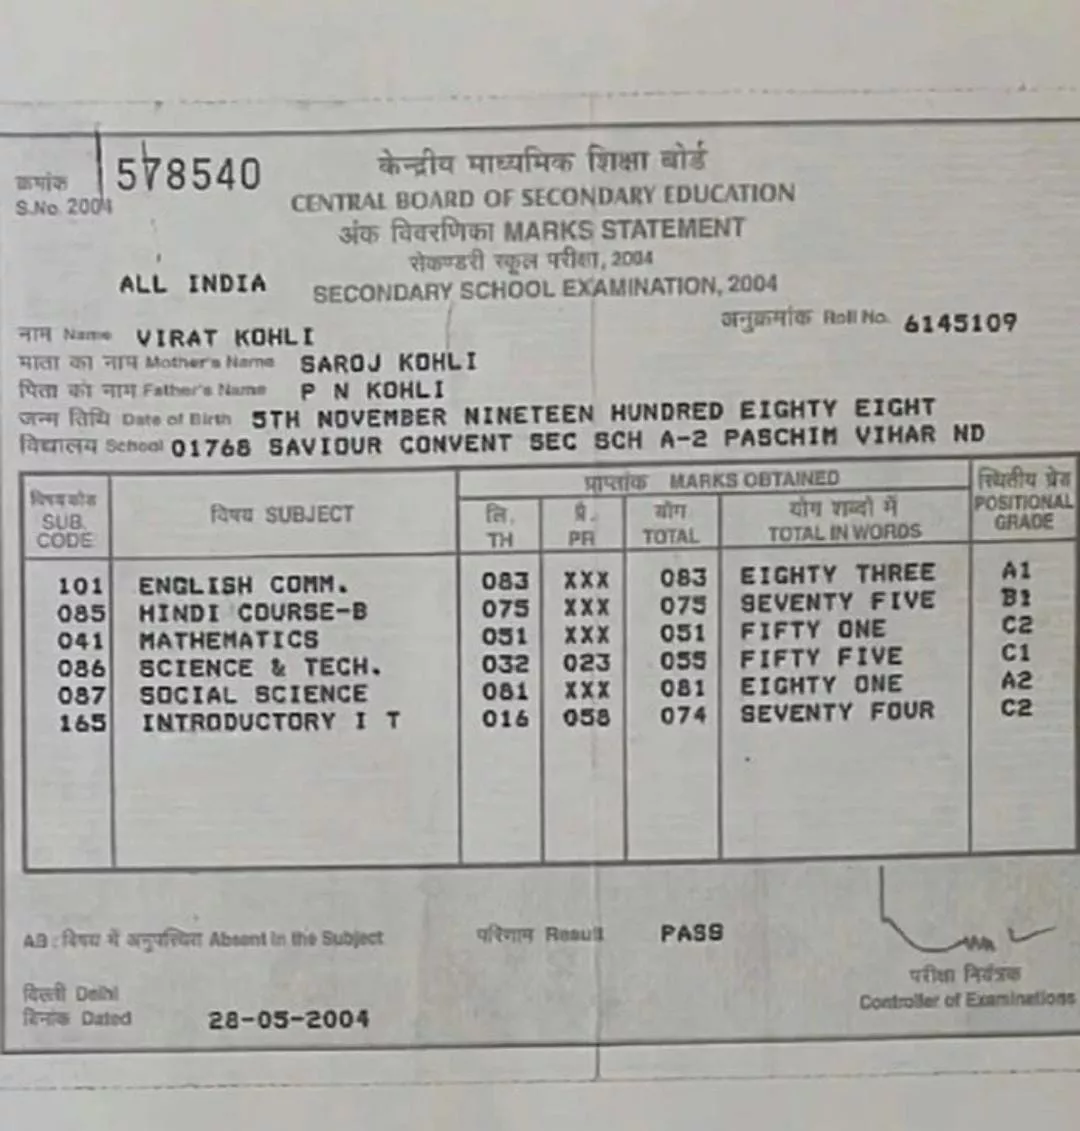 क्रमांक 578540
S.No. 2004
केन्द्रीय माध्यमिक शिक्षा बोर्ड
CENTRAL BOARD OF SECONDARY EDUCATION
अंक विवरणिका MARKS STATEMENT
सेकण्डरी स्कूल परीक्षा, 2004
ALL INDIA SECONDARY SCHOOL EXAMINATION, 2004
अनुक्रमांक Roll No. 6145109
नाम Name VIRAT KOHLI
माता का नाम Mother's Name SAROJ KOHLI
पिता का नाम Father's Name P N KOHLI
जन्म तिथि Date of Birth 5TH NOVEMBER NINETEEN HUNDRED EIGHTY EIGHT
विद्यालय School 01768 SAVIOUR CONVENT SEC SCH A-2 PASCHIM VIHAR ND
विषय कोड SUB. CODE विषय SUBJECT प्राप्तांक MARKS OBTAINED स्थितीय ग्रेड POSITIONAL GRADE
लि. TH प्रै. PR योग TOTAL योग शब्दों में TOTAL IN WORDS
101 ENGLISH COMM. 083 XXX 083 EIGHTY THREE A1
085 HINDI COURSE-B 075 XXX 075 SEVENTY FIVE B1
041 MATHEMATICS 051 XXX 051 FIFTY ONE C2
086 SCIENCE & TECH. 032 023 055 FIFTY FIVE C1
087 SOCIAL SCIENCE 081 XXX 081 EIGHTY ONE A2
165 INTRODUCTORY I T 016 058 074 SEVENTY FOUR C2
AB : विषय में अनुपस्थित Absent in the Subject परिणाम Result PASS
परीक्षा नियंत्रक
Controller of Examinations
दिल्ली Delhi
दिनांक Dated 28-05-2004